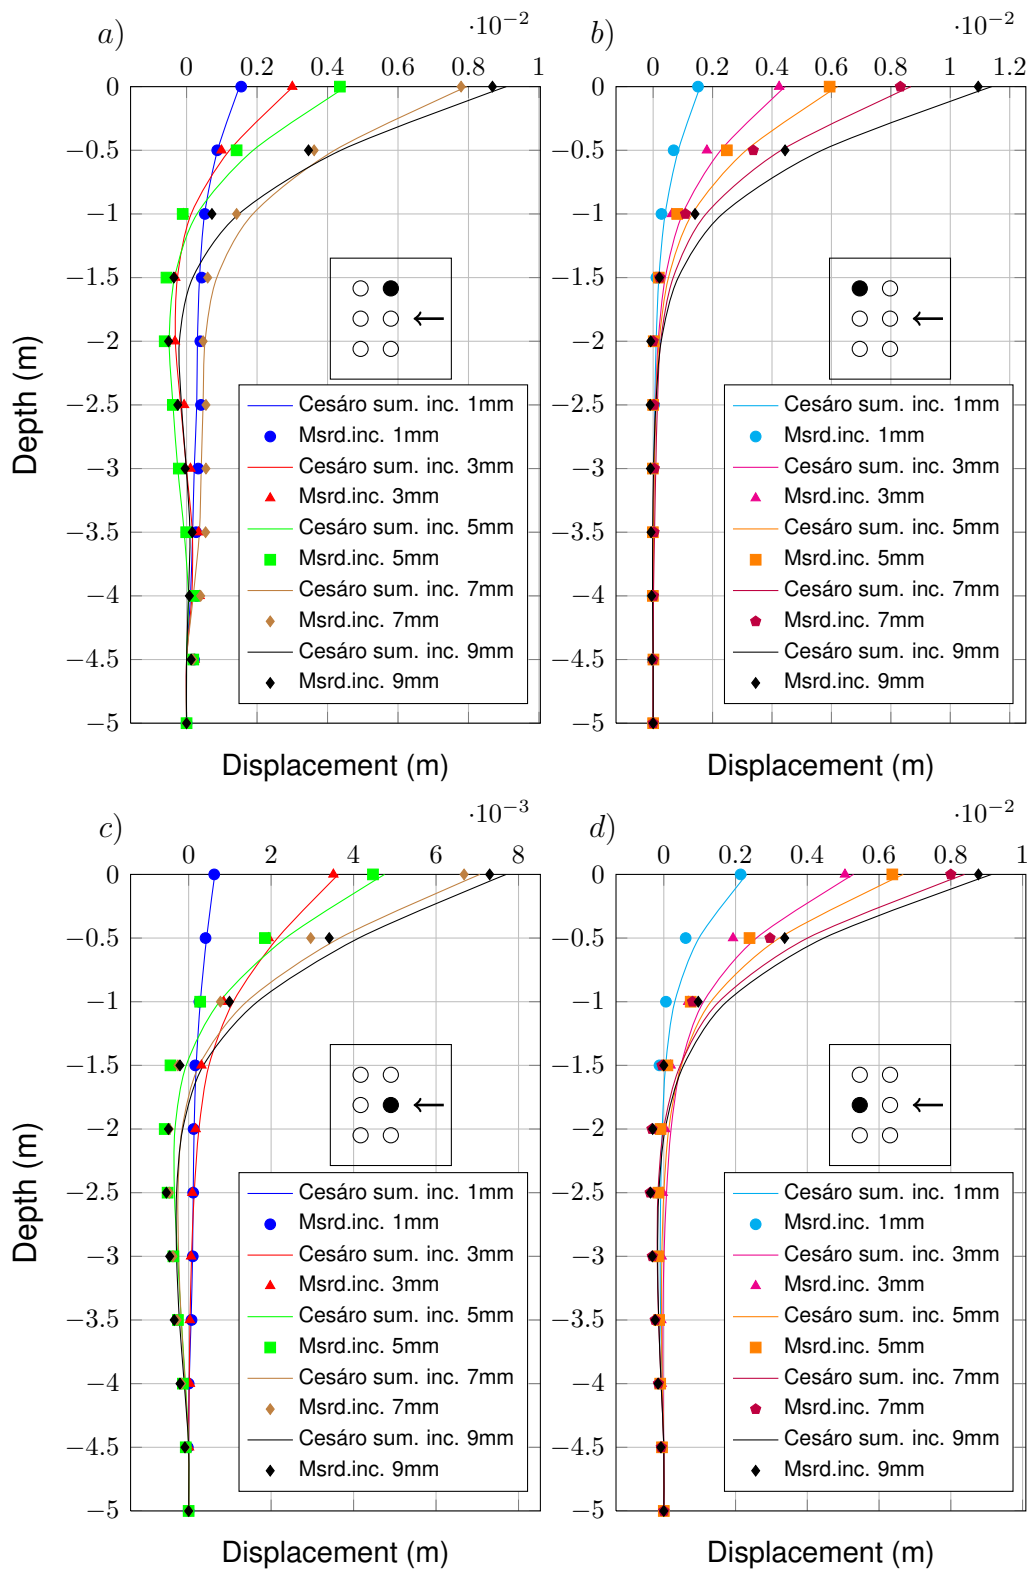 a)
·10−2
0 0.2 0.4 0.6 0.8 1
0
−0.5
−1
−1.5
−2
−2.5
−3
−3.5
−4
−4.5
−5
Depth (m)
Cesáro sum. inc. 1mm
Msrd.inc. 1mm
Cesáro sum. inc. 3mm
Msrd.inc. 3mm
Cesáro sum. inc. 5mm
Msrd.inc. 5mm
Cesáro sum. inc. 7mm
Msrd.inc. 7mm
Cesáro sum. inc. 9mm
Msrd.inc. 9mm
Displacement (m)
b)
·10−2
0 0.2 0.4 0.6 0.8 1 1.2
0
−0.5
−1
−1.5
−2
−2.5
−3
−3.5
−4
−4.5
−5
Cesáro sum. inc. 1mm
Msrd.inc. 1mm
Cesáro sum. inc. 3mm
Msrd.inc. 3mm
Cesáro sum. inc. 5mm
Msrd.inc. 5mm
Cesáro sum. inc. 7mm
Msrd.inc. 7mm
Cesáro sum. inc. 9mm
Msrd.inc. 9mm
Displacement (m)
c)
·10−3
0 2 4 6 8
0
−0.5
−1
−1.5
−2
−2.5
−3
−3.5
−4
−4.5
−5
Depth (m)
Cesáro sum. inc. 1mm
Msrd.inc. 1mm
Cesáro sum. inc. 3mm
Msrd.inc. 3mm
Cesáro sum. inc. 5mm
Msrd.inc. 5mm
Cesáro sum. inc. 7mm
Msrd.inc. 7mm
Cesáro sum. inc. 9mm
Msrd.inc. 9mm
Displacement (m)
d)
·10−2
0 0.2 0.4 0.6 0.8 1
0
−0.5
−1
−1.5
−2
−2.5
−3
−3.5
−4
−4.5
−5
Cesáro sum. inc. 1mm
Msrd.inc. 1mm
Cesáro sum. inc. 3mm
Msrd.inc. 3mm
Cesáro sum. inc. 5mm
Msrd.inc. 5mm
Cesáro sum. inc. 7mm
Msrd.inc. 7mm
Cesáro sum. inc. 9mm
Msrd.inc. 9mm
Displacement (m)